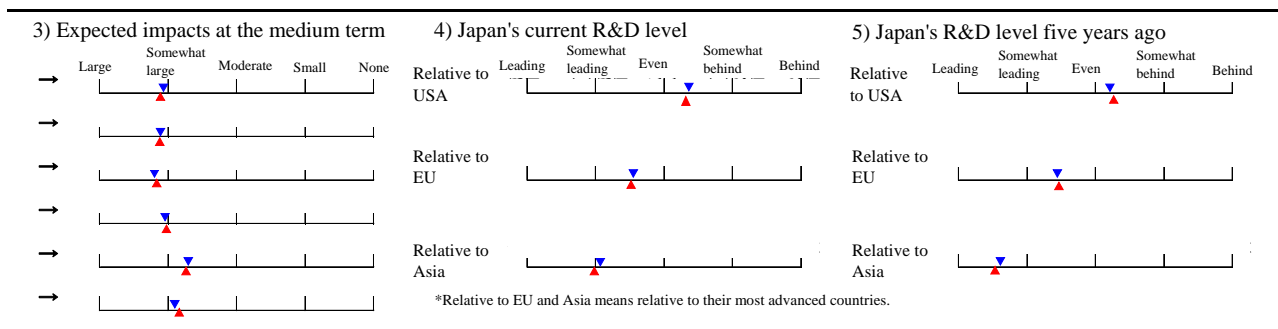 3) Expected impacts at the medium term
Large
Somewhat
large
Moderate
Small
None
4) Japan's current R&D level
Leading
Somewhat
leading
Even
Somewhat
behind
Behind
Relative to
USA
Relative to
EU
Relative to
Asia
*Relative to EU and Asia means relative to their most advanced countries.
5) Japan's R&D level five years ago
Leading
Somewhat
leading
Even
Somewhat
behind
Behind
Relative
to USA
Relative to
EU
Relative to
Asia